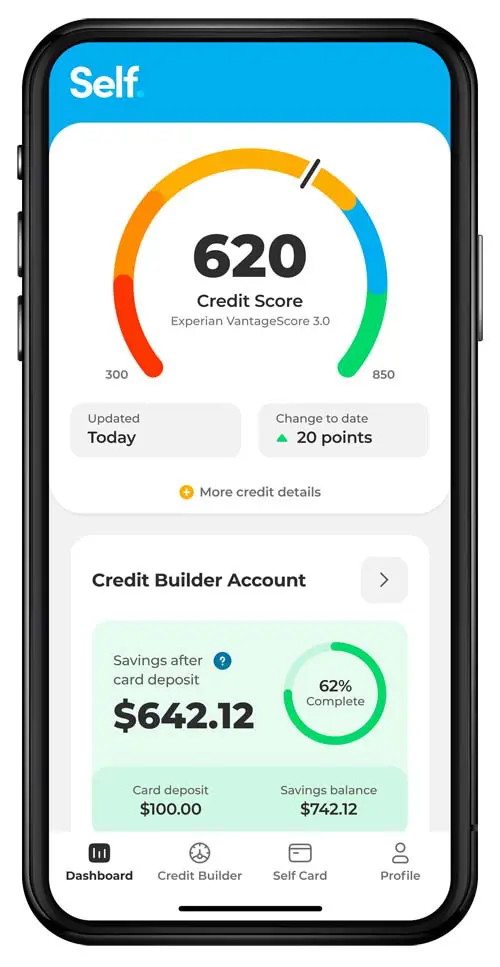 Self.
620
Credit Score
Experian VantageScore 3.0
300
850
Updated
Today
Change to date
20 points
More credit details
Credit Builder Account
Savings after ?
card deposit
$642.12
62%
Complete
Card deposit
$100.00
Savings balance
$742.12
Dashboard
Credit Builder
Self Card
Profile